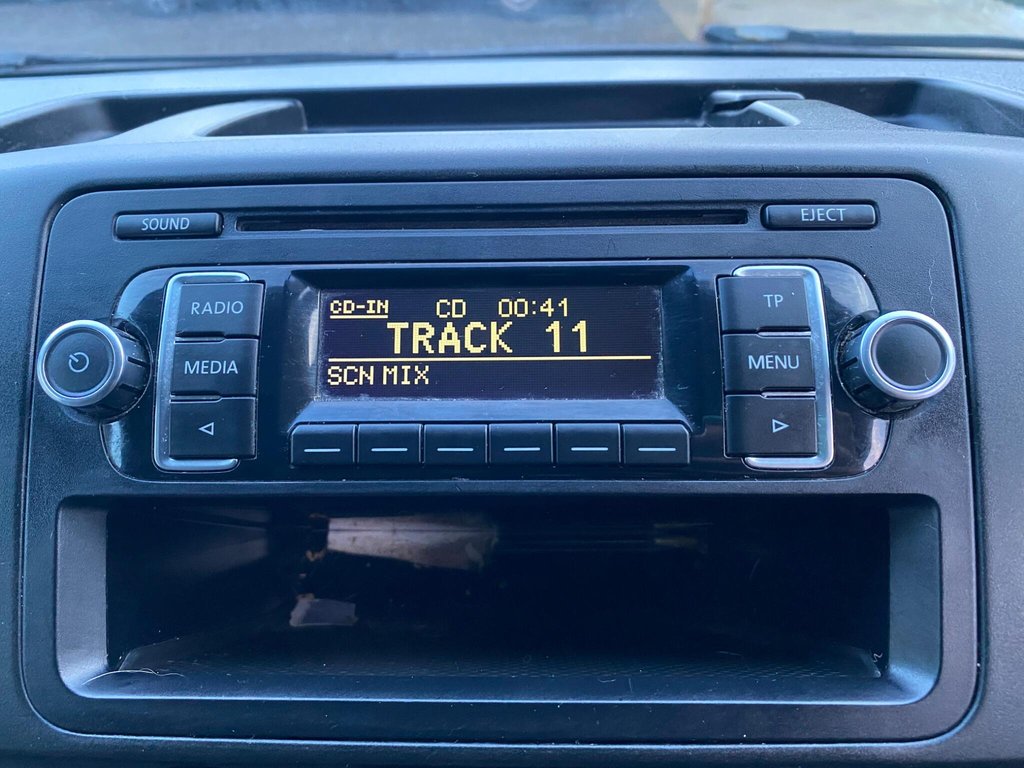 SOUND
EJECT
RADIO
MEDIA
CD-IN CD 00:41
TRACK 11
SCN MIX
TP
MENU